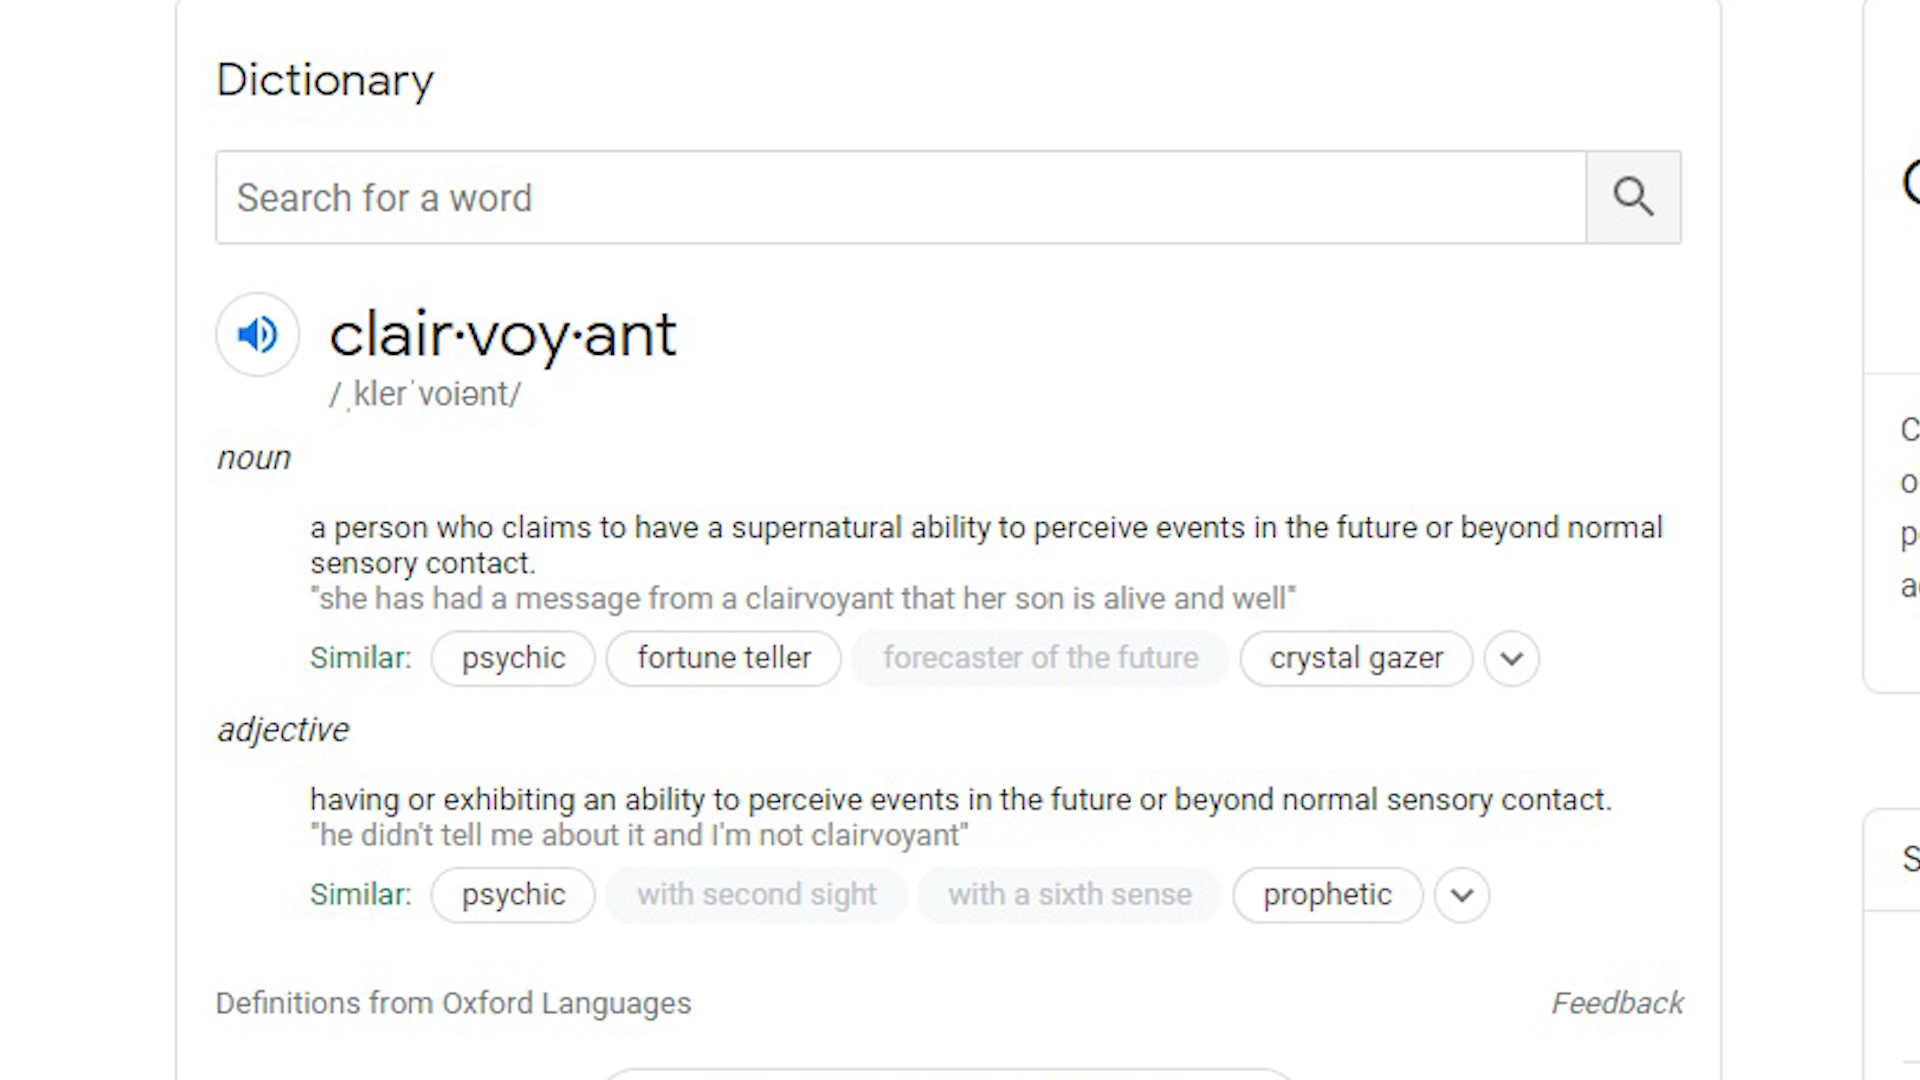 Dictionary
Search for a word
clair·voy·ant
/ˌklerˈvoiənt/
noun
a person who claims to have a supernatural ability to perceive events in the future or beyond normal
sensory contact.
"she has had a message from a clairvoyant that her son is alive and well"
Similar: psychic fortune teller forecaster of the future crystal gazer
adjective
having or exhibiting an ability to perceive events in the future or beyond normal sensory contact.
"he didn't tell me about it and I'm not clairvoyant"
Similar: psychic with second sight with a sixth sense prophetic
Definitions from Oxford Languages
Feedback